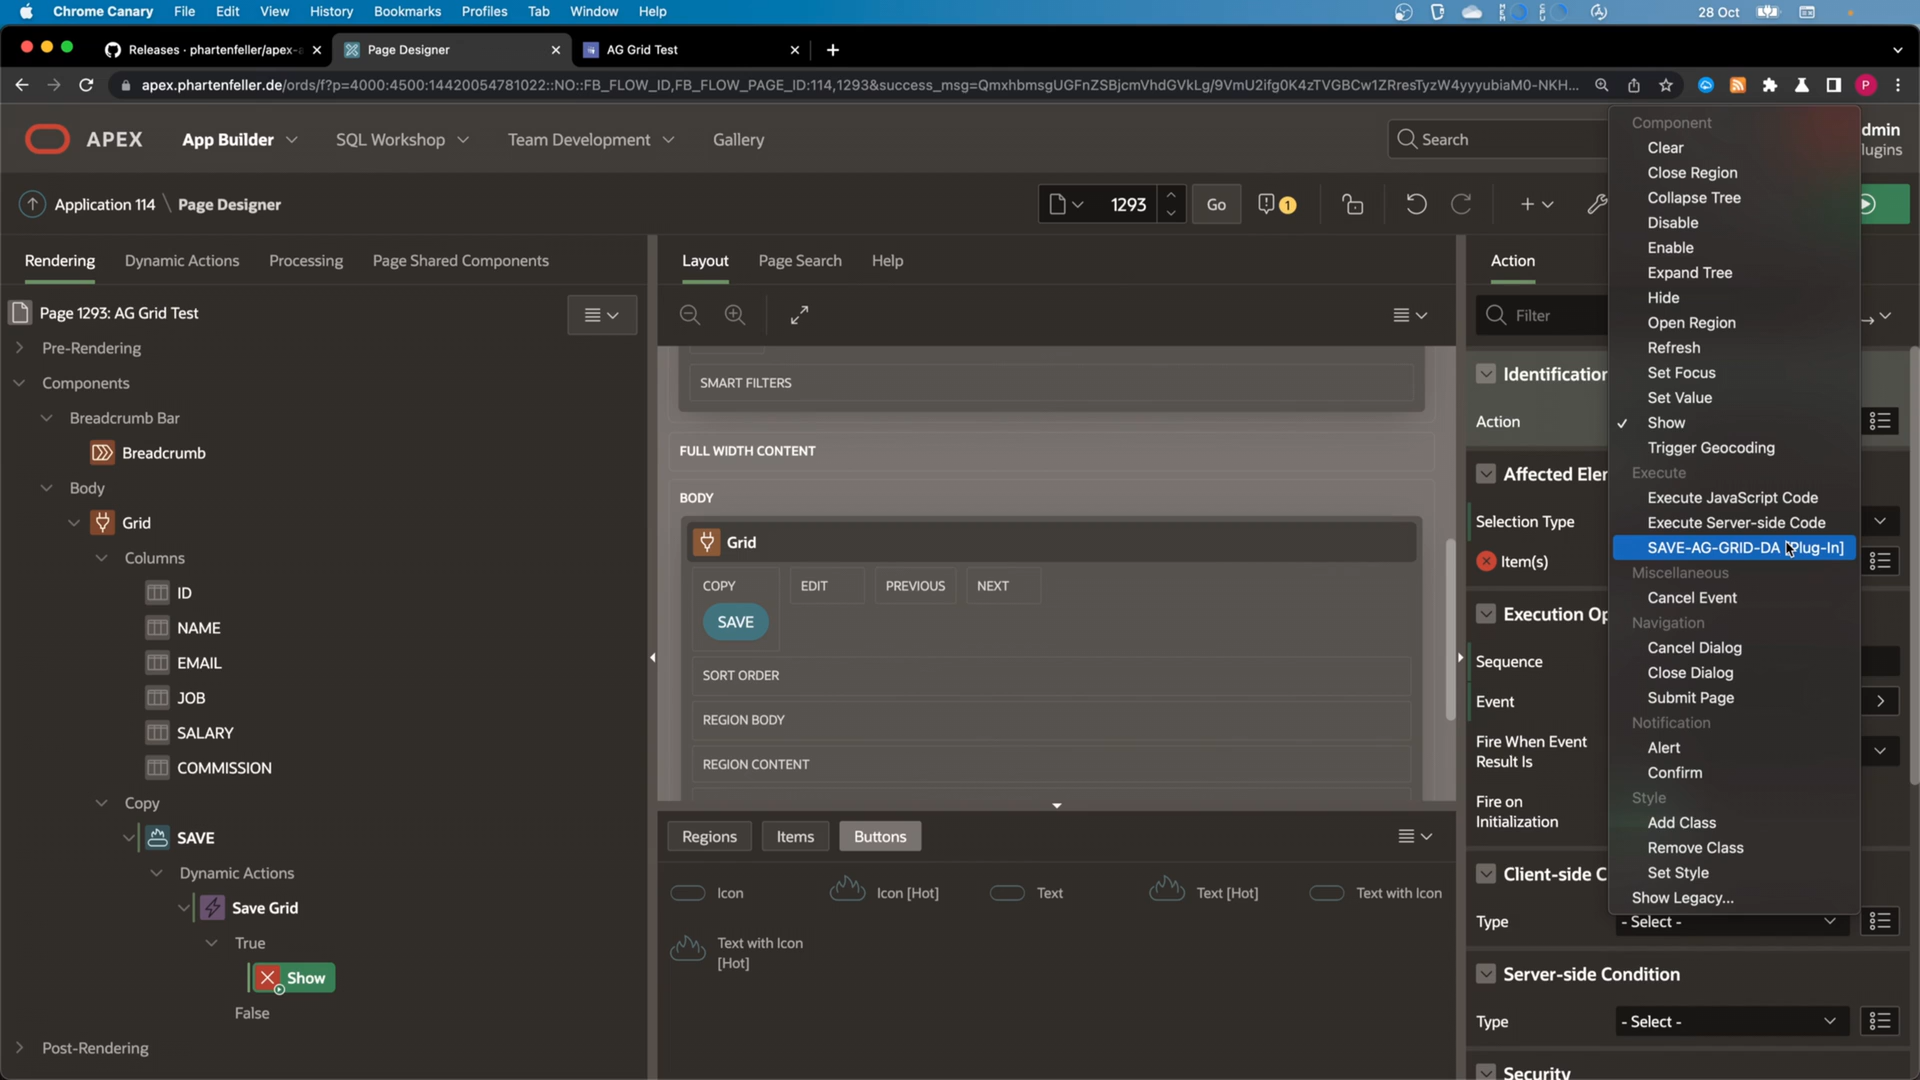 Chrome Canary File Edit View History Bookmarks Profiles Tab Window Help
28 Oct
Releases · phartenfeller/apex-a
Page Designer
AG Grid Test
apex.phartenfeller.de/ords/f?p=4000:4500:14420054781022::NO::FB_FLOW_ID,FB_FLOW_PAGE_ID:114,1293&success_msg=QmxhbmsgUGFnZSBjcmVhdGVkLg/9VmU2ifg0K4zTVGBCw1ZRresTyzW4yyyubiaM0-NKH...
P
APEX
App Builder
SQL Workshop
Team Development
Gallery
Search
dmin
lugins
Application 114 \ Page Designer
1293
Go
1
Rendering
Dynamic Actions
Processing
Page Shared Components
Page 1293: AG Grid Test
Pre-Rendering
Components
Breadcrumb Bar
Breadcrumb
Body
Grid
Columns
ID
NAME
EMAIL
JOB
SALARY
COMMISSION
Copy
SAVE
Dynamic Actions
Save Grid
True
Show
False
Post-Rendering
Layout
Page Search
Help
SMART FILTERS
FULL WIDTH CONTENT
BODY
Grid
COPY
EDIT
PREVIOUS
NEXT
SAVE
SORT ORDER
REGION BODY
REGION CONTENT
Regions
Items
Buttons
Icon
Icon [Hot]
Text
Text [Hot]
Text with Icon
Text with Icon
[Hot]
Action
Filter
Identification
Action
Affected Eler
Selection Type
Item(s)
Execution Op
Sequence
Event
Fire When Event
Result Is
Fire on
Initialization
Client-side C
Type
- Select -
Server-side Condition
Type
- Select -
Security
Component
Clear
Close Region
Collapse Tree
Disable
Enable
Expand Tree
Hide
Open Region
Refresh
Set Focus
Set Value
✓ Show
Trigger Geocoding
Execute
Execute JavaScript Code
Execute Server-side Code
SAVE-AG-GRID-DA [Plug-In]
Miscellaneous
Cancel Event
Navigation
Cancel Dialog
Close Dialog
Submit Page
Notification
Alert
Confirm
Style
Add Class
Remove Class
Set Style
Show Legacy...